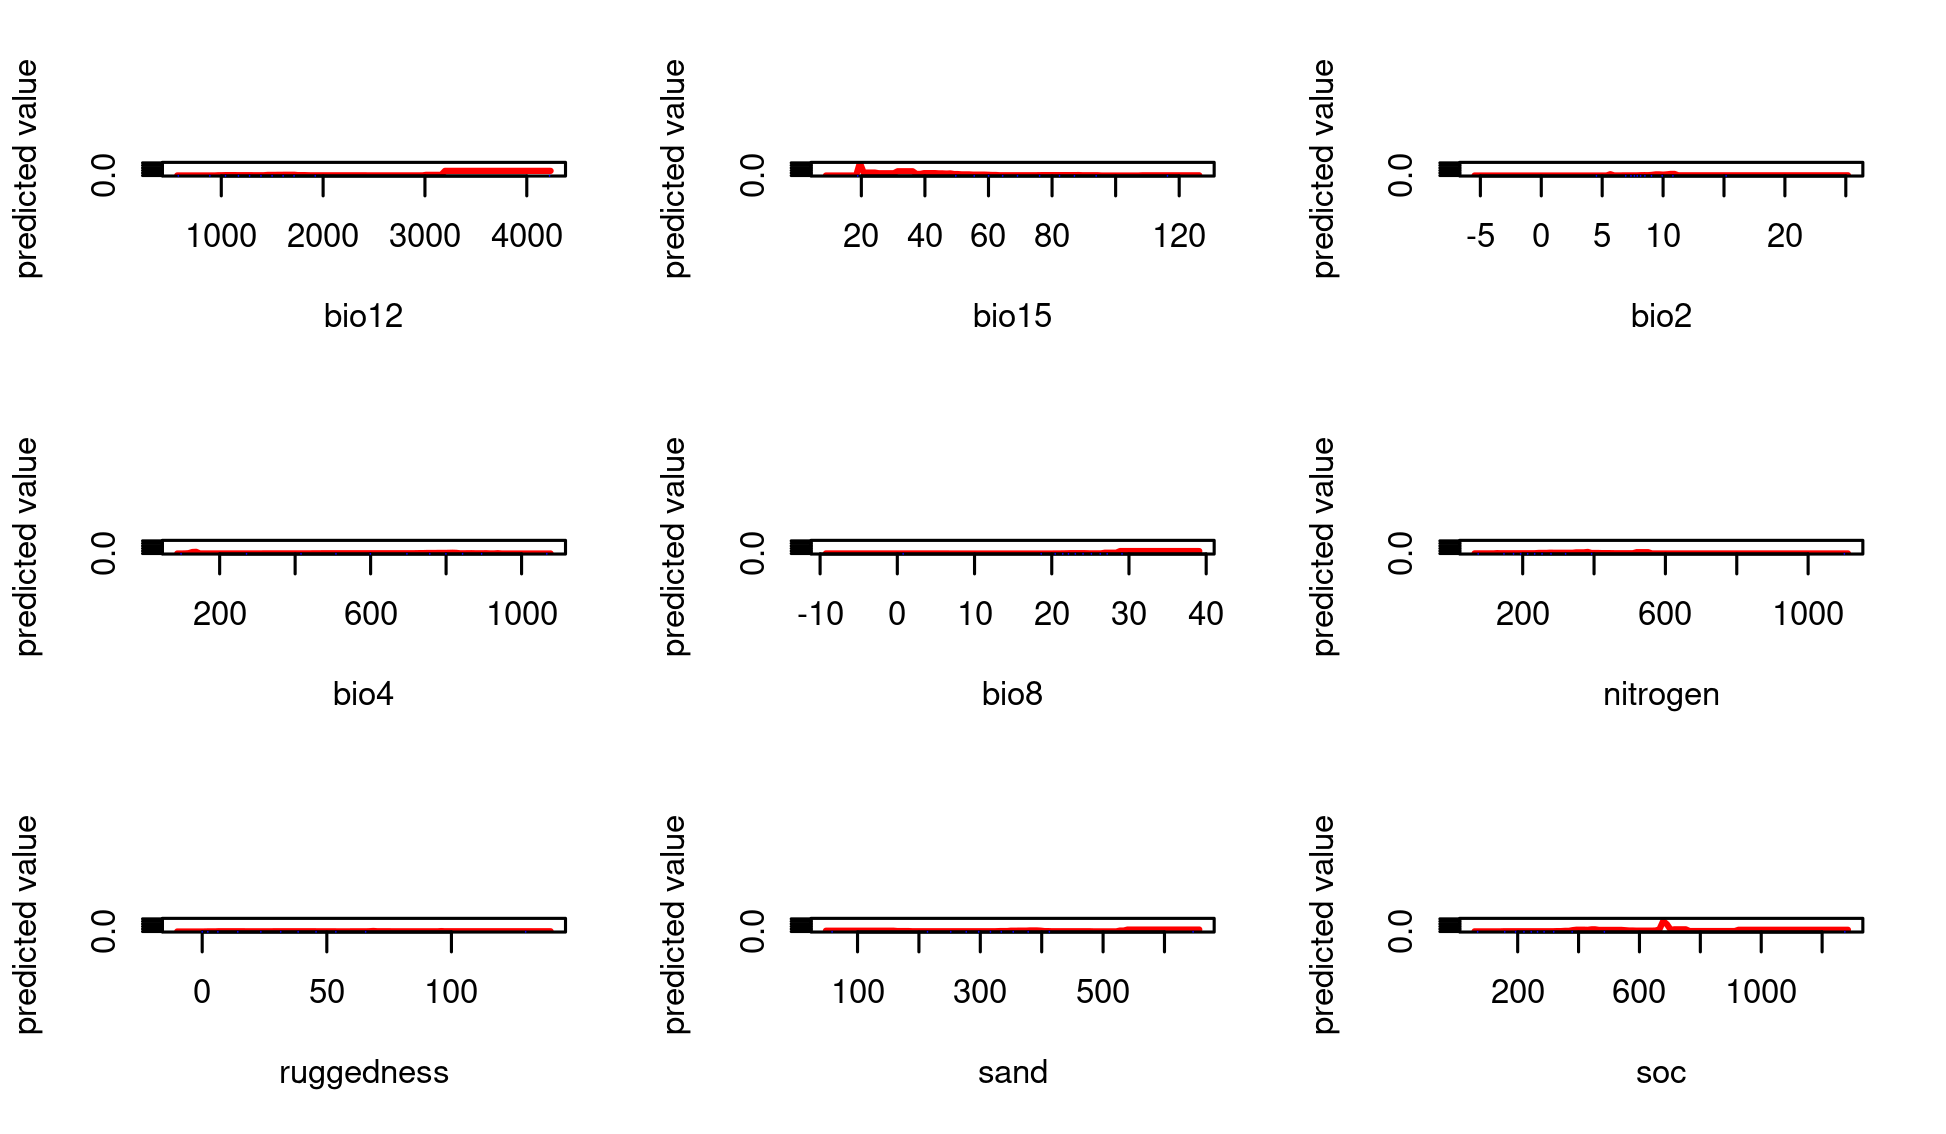 predicted value
0.0
1000 2000 3000 4000
bio12
predicted value
0.0
20 40 60 80 120
bio15
predicted value
0.0
-5 0 5 10 20
bio2
predicted value
0.0
200 600 1000
bio4
predicted value
0.0
-10 0 10 20 30 40
bio8
predicted value
0.0
200 600 1000
nitrogen
predicted value
0.0
0 50 100
ruggedness
predicted value
0.0
100 300 500
sand
predicted value
0.0
200 600 1000
soc